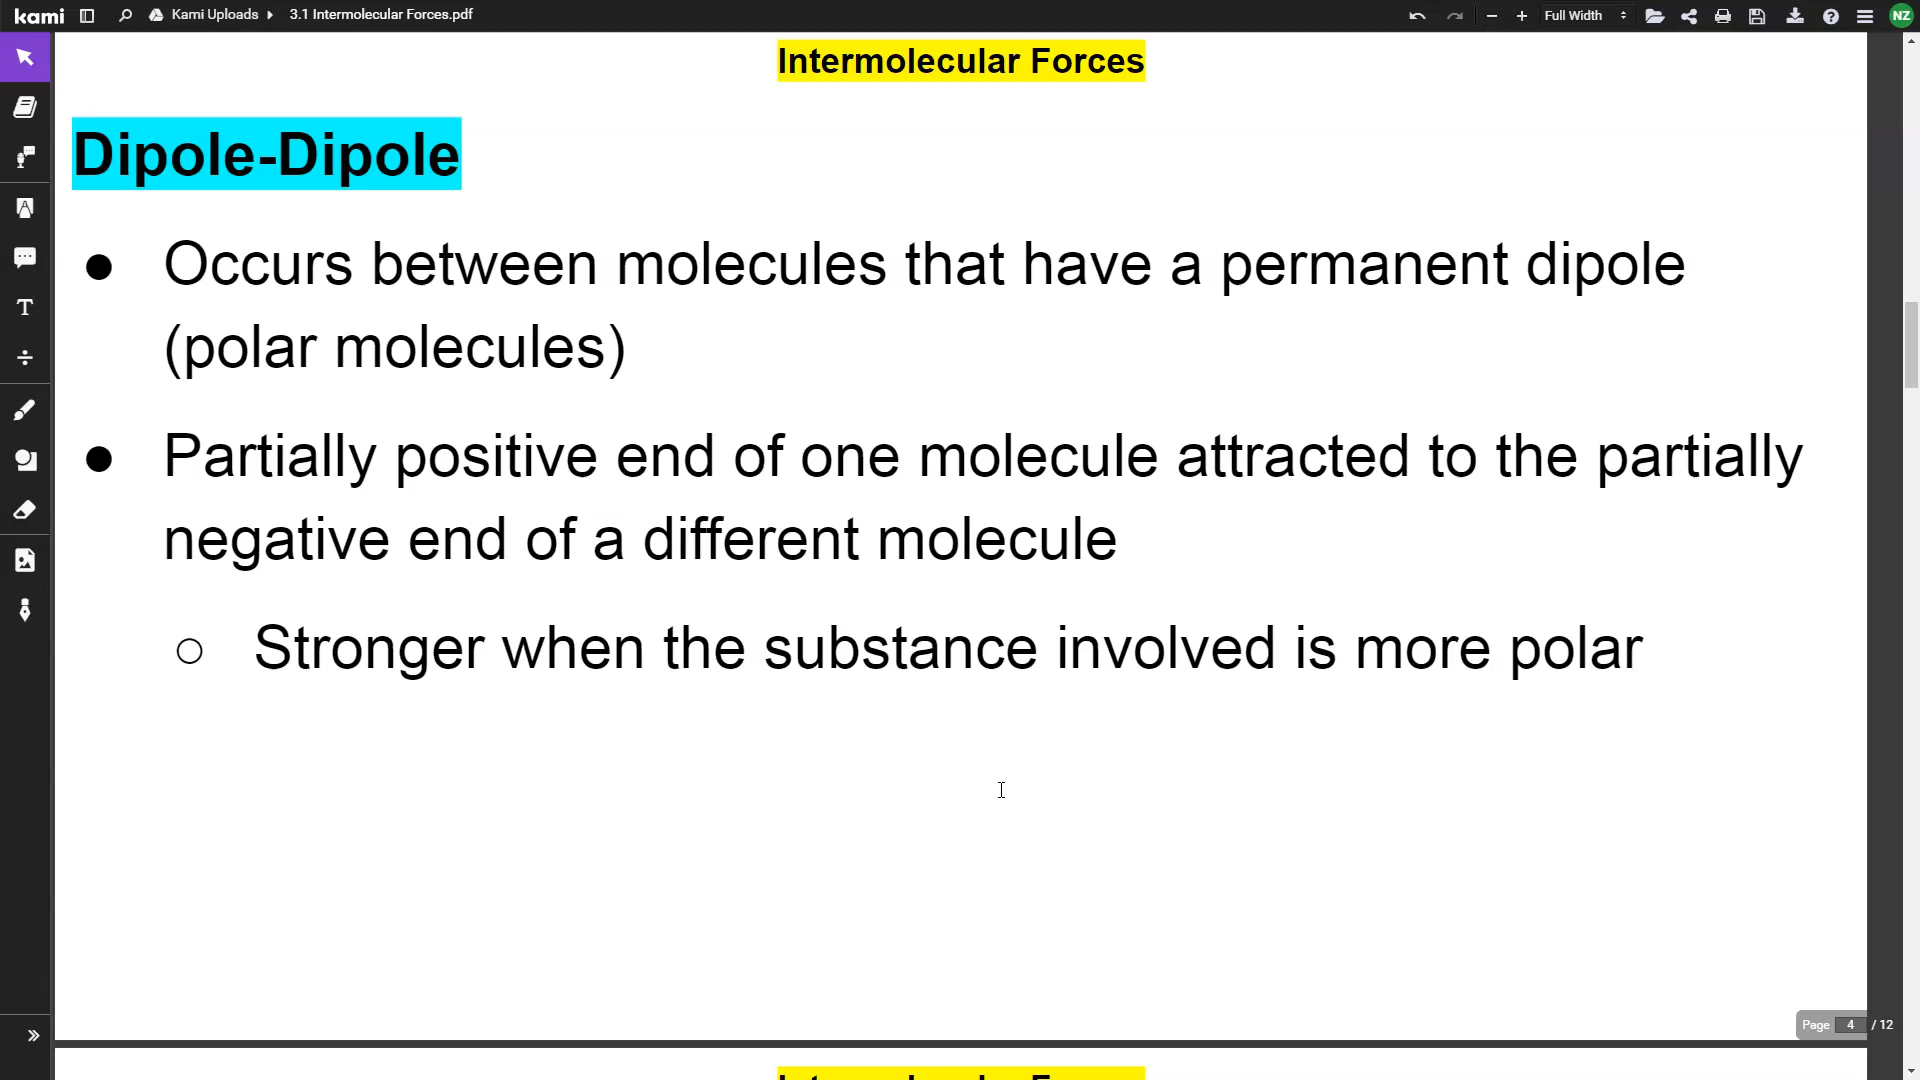 kami Kami Uploads 3.1 Intermolecular Forces.pdf Full Width NZ
Intermolecular Forces
Dipole-Dipole
● Occurs between molecules that have a permanent dipole
(polar molecules)
● Partially positive end of one molecule attracted to the partially
negative end of a different molecule
○ Stronger when the substance involved is more polar
Page 4 / 12